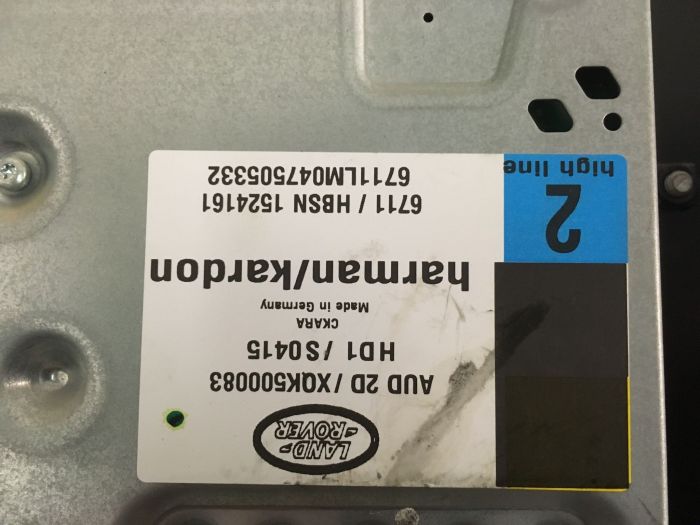 LAND-
-ROVER
AUD 2D / XQK500083
HD1 / S0415
CKARA
Made in Germany
harman/kardon
6711 / HBSN 1524161
6711LM047505332
2
high line